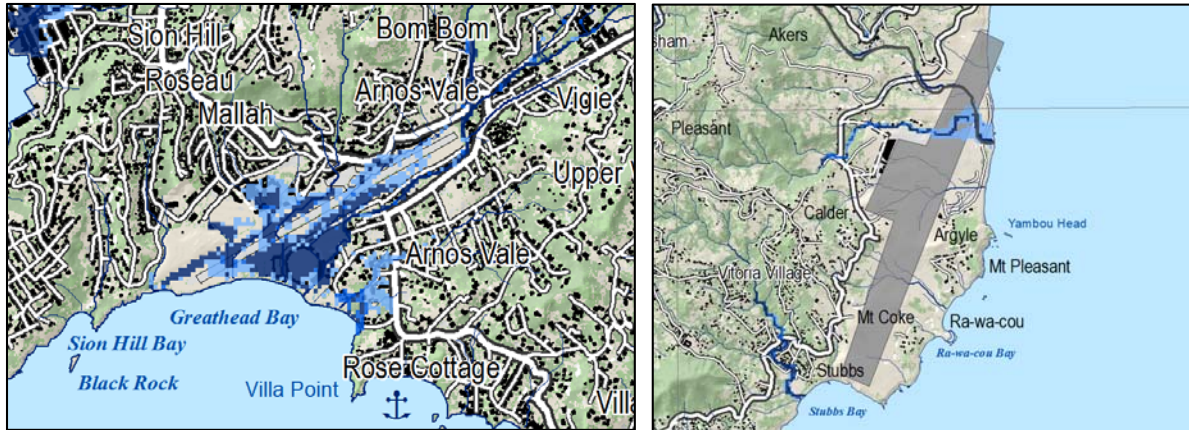 Sion Hill
Bom Bom
Roseau
Arnos Vale
Vigie
Mallah
Upper
Arnos Vale
Greathead Bay
Sion Hill Bay
Rose Cottage
Black Rock
Villa Point
Villa
sham
Akers
Pleasant
Calder
Yambou Head
Argyle
Mt Pleasant
Vitoria Village
Mt Coke
Ra-wa-cou
Ra-wa-cou Bay
Stubbs
Stubbs Bay